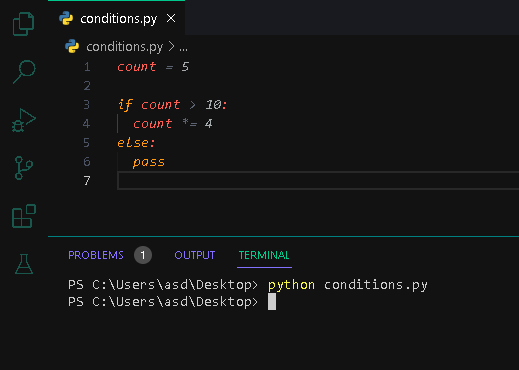 conditions.py
conditions.py > ...
1 count = 5
2
3 if count > 10:
4 count *= 4
5 else:
6 pass
7
PROBLEMS 1 OUTPUT TERMINAL
PS C:\Users\asd\Desktop> python conditions.py
PS C:\Users\asd\Desktop>